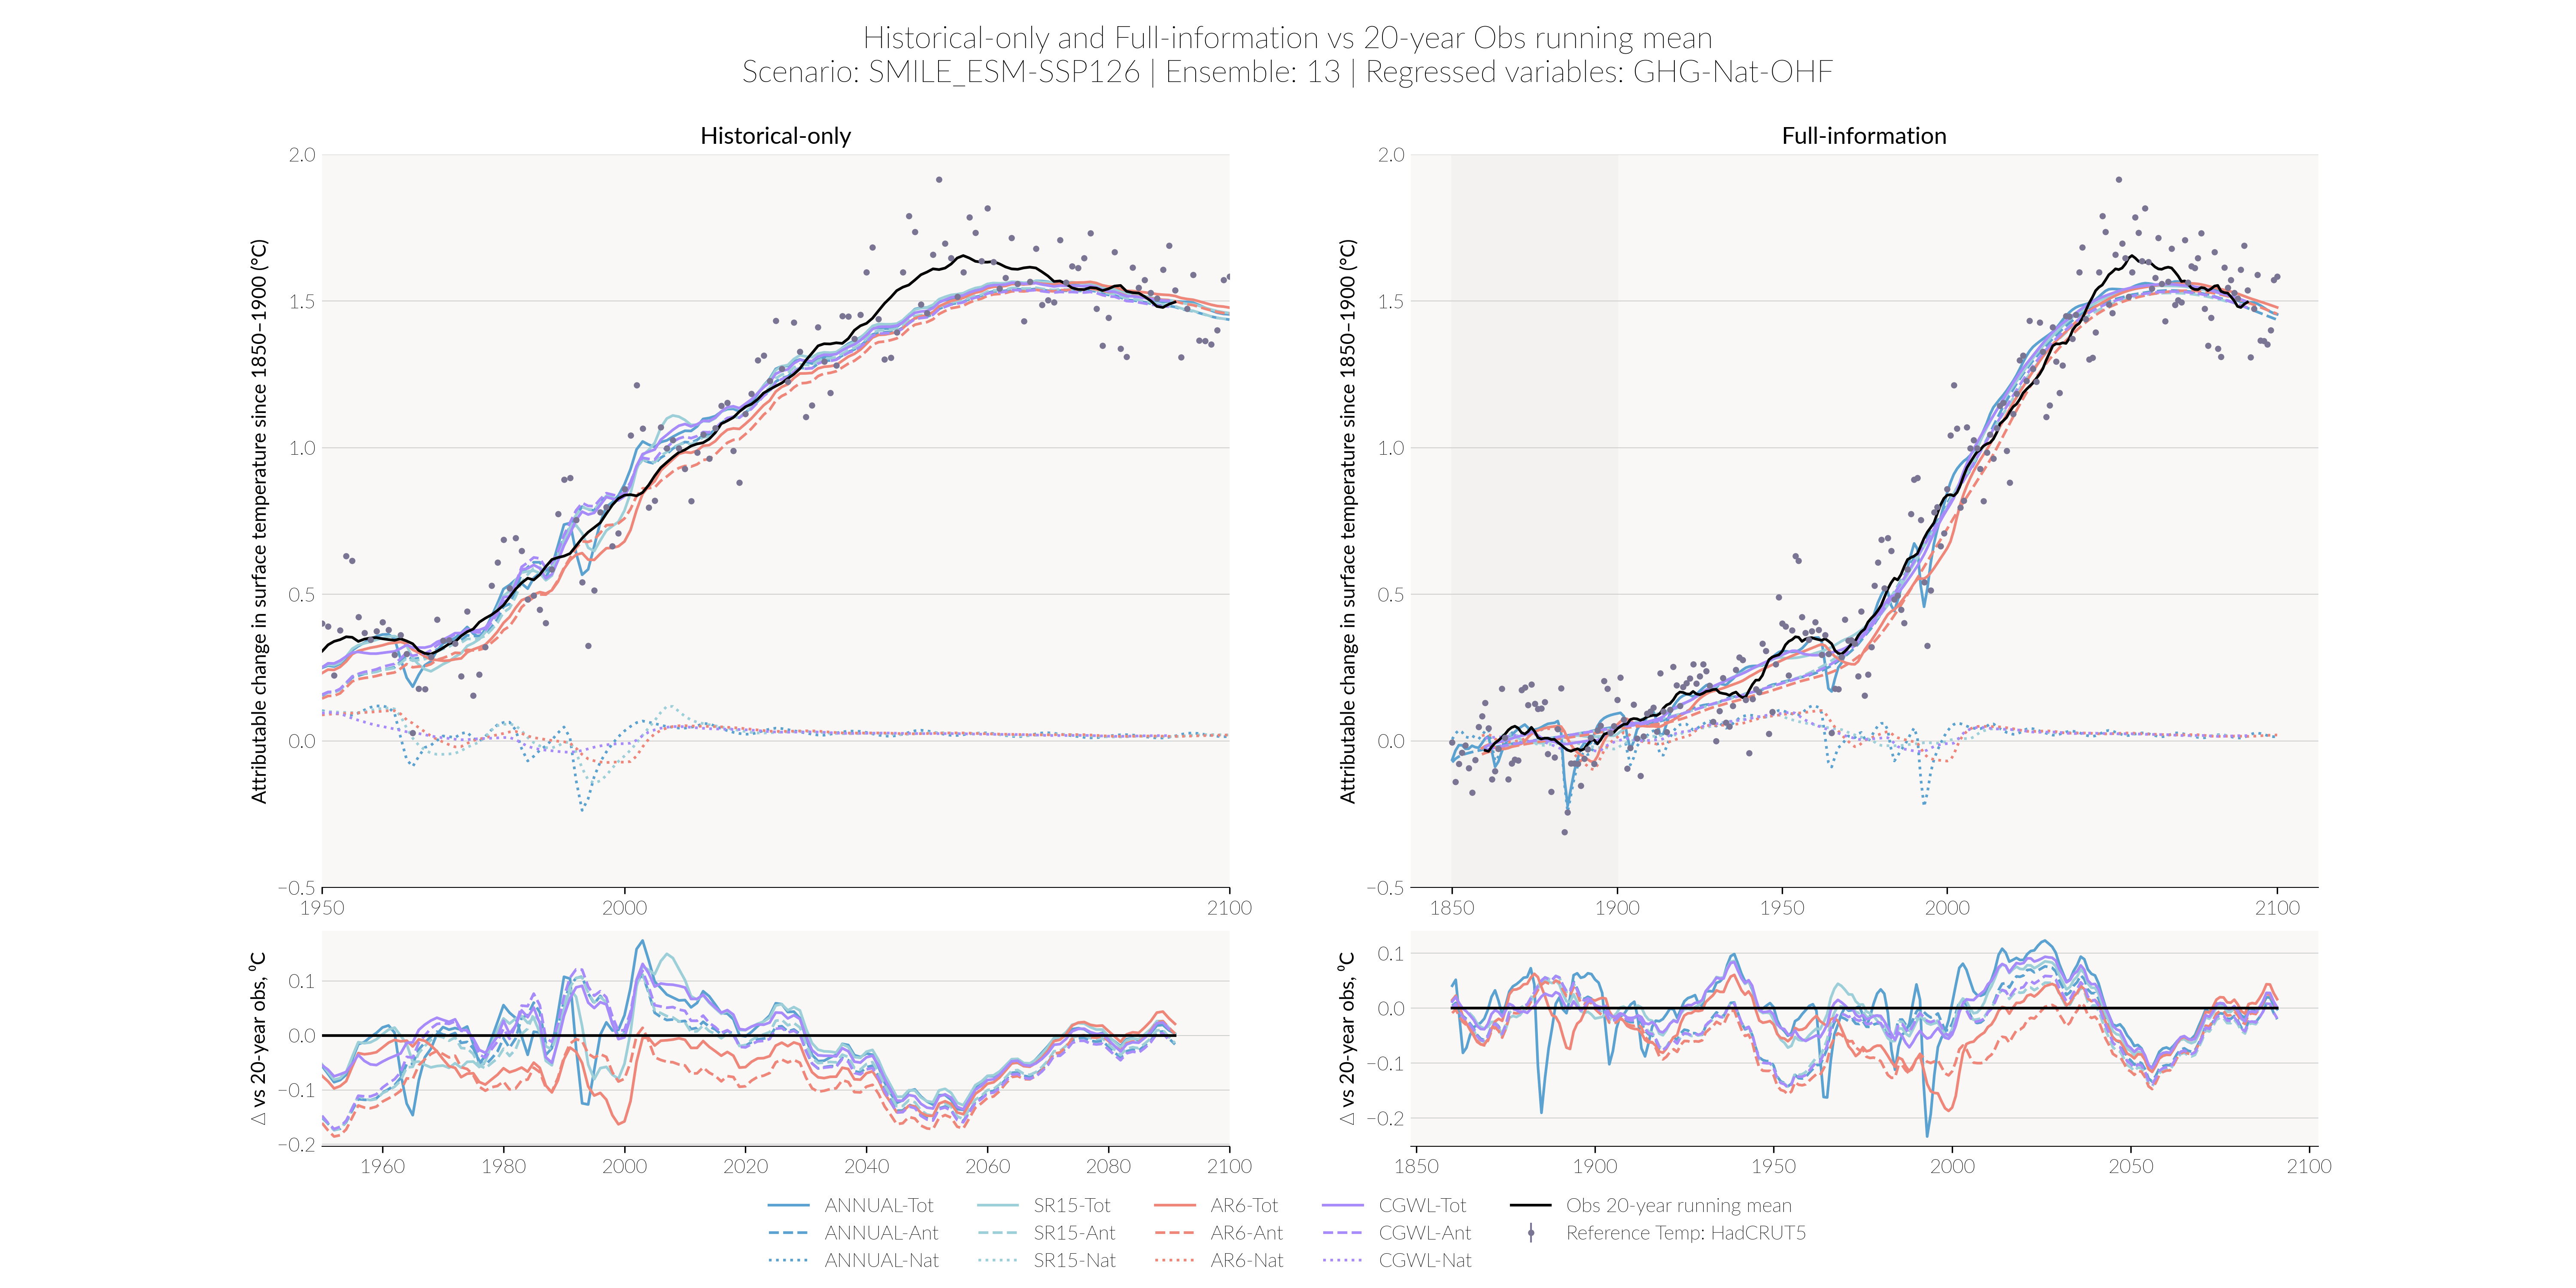 Historical-only and Full-information vs 20-year Obs running mean
Scenario: SMILE_ESM-SSP126 | Ensemble: 13 | Regressed variables: GHG-Nat-OHF
Historical-only
Attributable change in surface temperature since 1850–1900 (°C)
2.0
1.5
1.0
0.5
0.0
−0.5
1950
2000
2100
Full-information
Attributable change in surface temperature since 1850–1900 (°C)
2.0
1.5
1.0
0.5
0.0
−0.5
1850
1900
1950
2000
2100
△ vs 20-year obs, ⁰C
0.1
0.0
−0.1
−0.2
1960
1980
2000
2020
2040
2060
2080
2100
△ vs 20-year obs, ⁰C
0.1
0.0
−0.1
−0.2
1850
1900
1950
2000
2050
2100
ANNUAL-Tot
ANNUAL-Ant
ANNUAL-Nat
SR15-Tot
SR15-Ant
SR15-Nat
AR6-Tot
AR6-Ant
AR6-Nat
CGWL-Tot
CGWL-Ant
CGWL-Nat
Obs 20-year running mean
Reference Temp: HadCRUT5